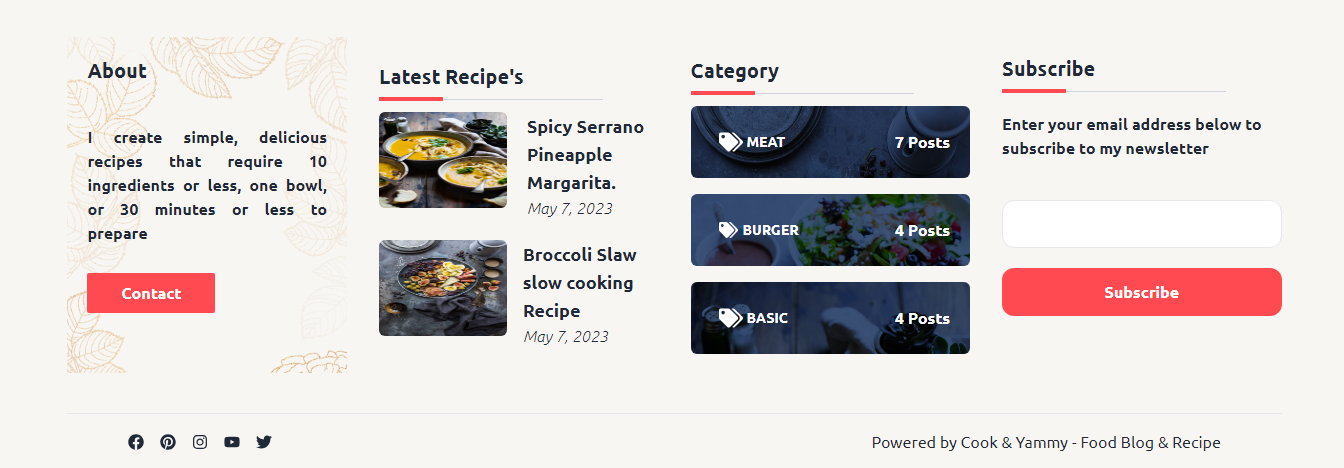 About
I create simple, delicious
recipes that require 10
ingredients or less, one bowl,
or 30 minutes or less to
prepare
Contact
Latest Recipe's
Spicy Serrano
Pineapple
Margarita.
May 7, 2023
Broccoli Slaw
slow cooking
Recipe
May 7, 2023
Category
MEAT 7 Posts
BURGER 4 Posts
BASIC 4 Posts
Subscribe
Enter your email address below to
subscribe to my newsletter
Subscribe
Powered by Cook & Yammy - Food Blog & Recipe